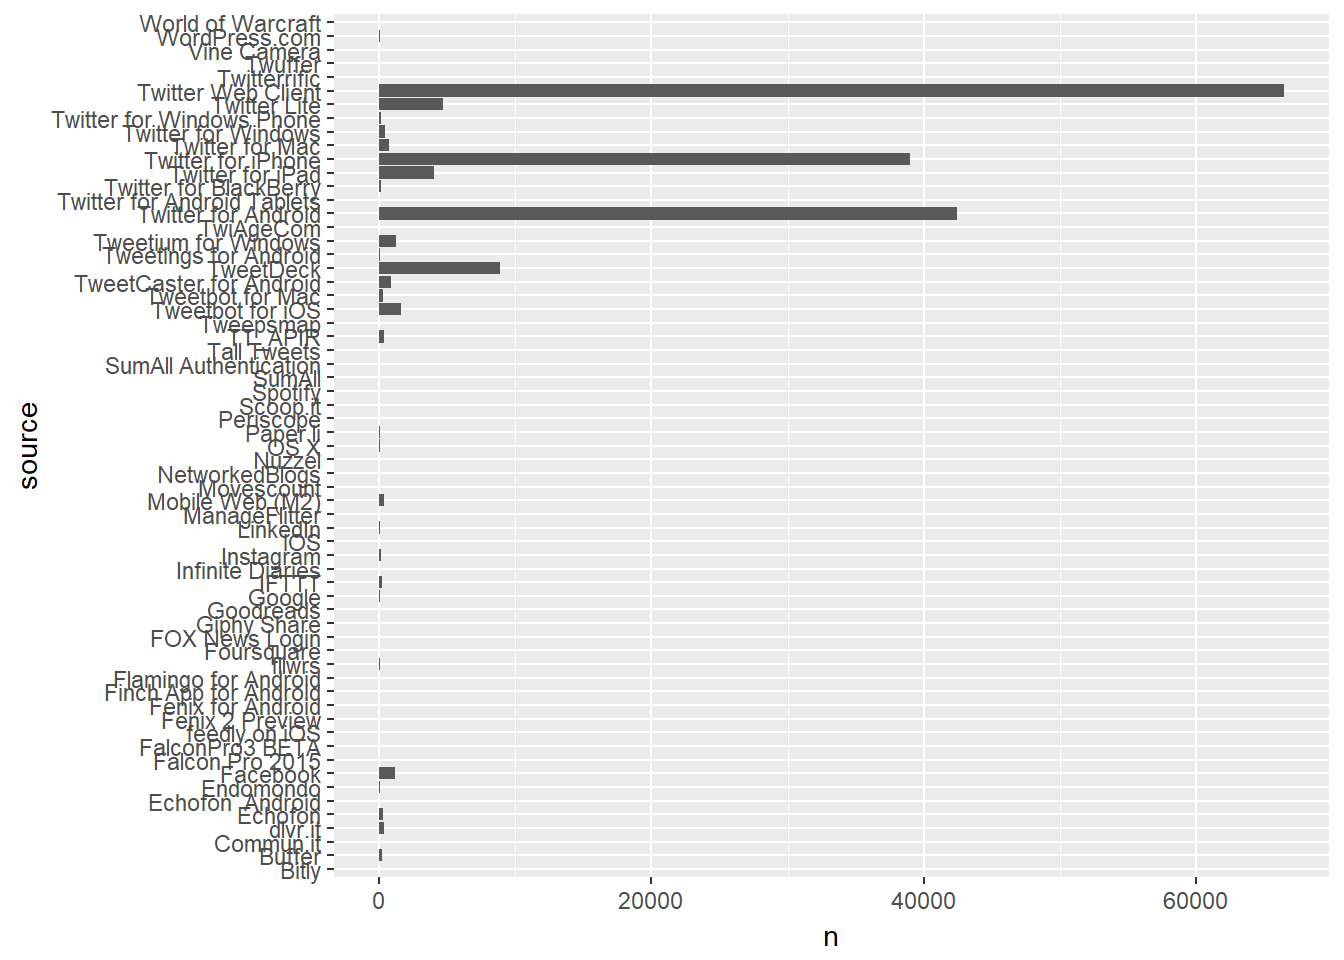 World of Warcraft
WordPress.com
Vine Camera
Twuffer
Twitterrific
Twitter Web Client
Twitter Lite
Twitter for Windows Phone
Twitter for Windows
Twitter for Mac
Twitter for iPhone
Twitter for iPad
Twitter for BlackBerry
Twitter for Android Tablets
Twitter for Android
TwiAgeCom
Tweetium for Windows
Tweetings for Android
TweetDeck
TweetCaster for Android
Tweetbot for Mac
Tweetbot for iOS
Tweepsmap
Tall Tweets
SumAll Authentication
SumAll
Spotify
Scoop.it
Periscope
Paper.li
OS X
Nuzzel
NetworkedBlogs
Movescount
Mobile Web (M2)
ManageFlitter
LinkedIn
iOS
Instagram
Infinite Diaries
IFTTT
Google
Goodreads
Giphy Share
FOX News Login
Foursquare
fllwrs
Flamingo for Android
Finch App for Android
Fenix for Android
Fenix 2 Preview
feedly on iOS
FalconPro3 BETA
Falcon Pro 2015
Facebook
Endomondo
Echofon Android
Echofon
dlvr.it
Commun.it
Buffer
Bitly
source
0 20000 40000 60000
n